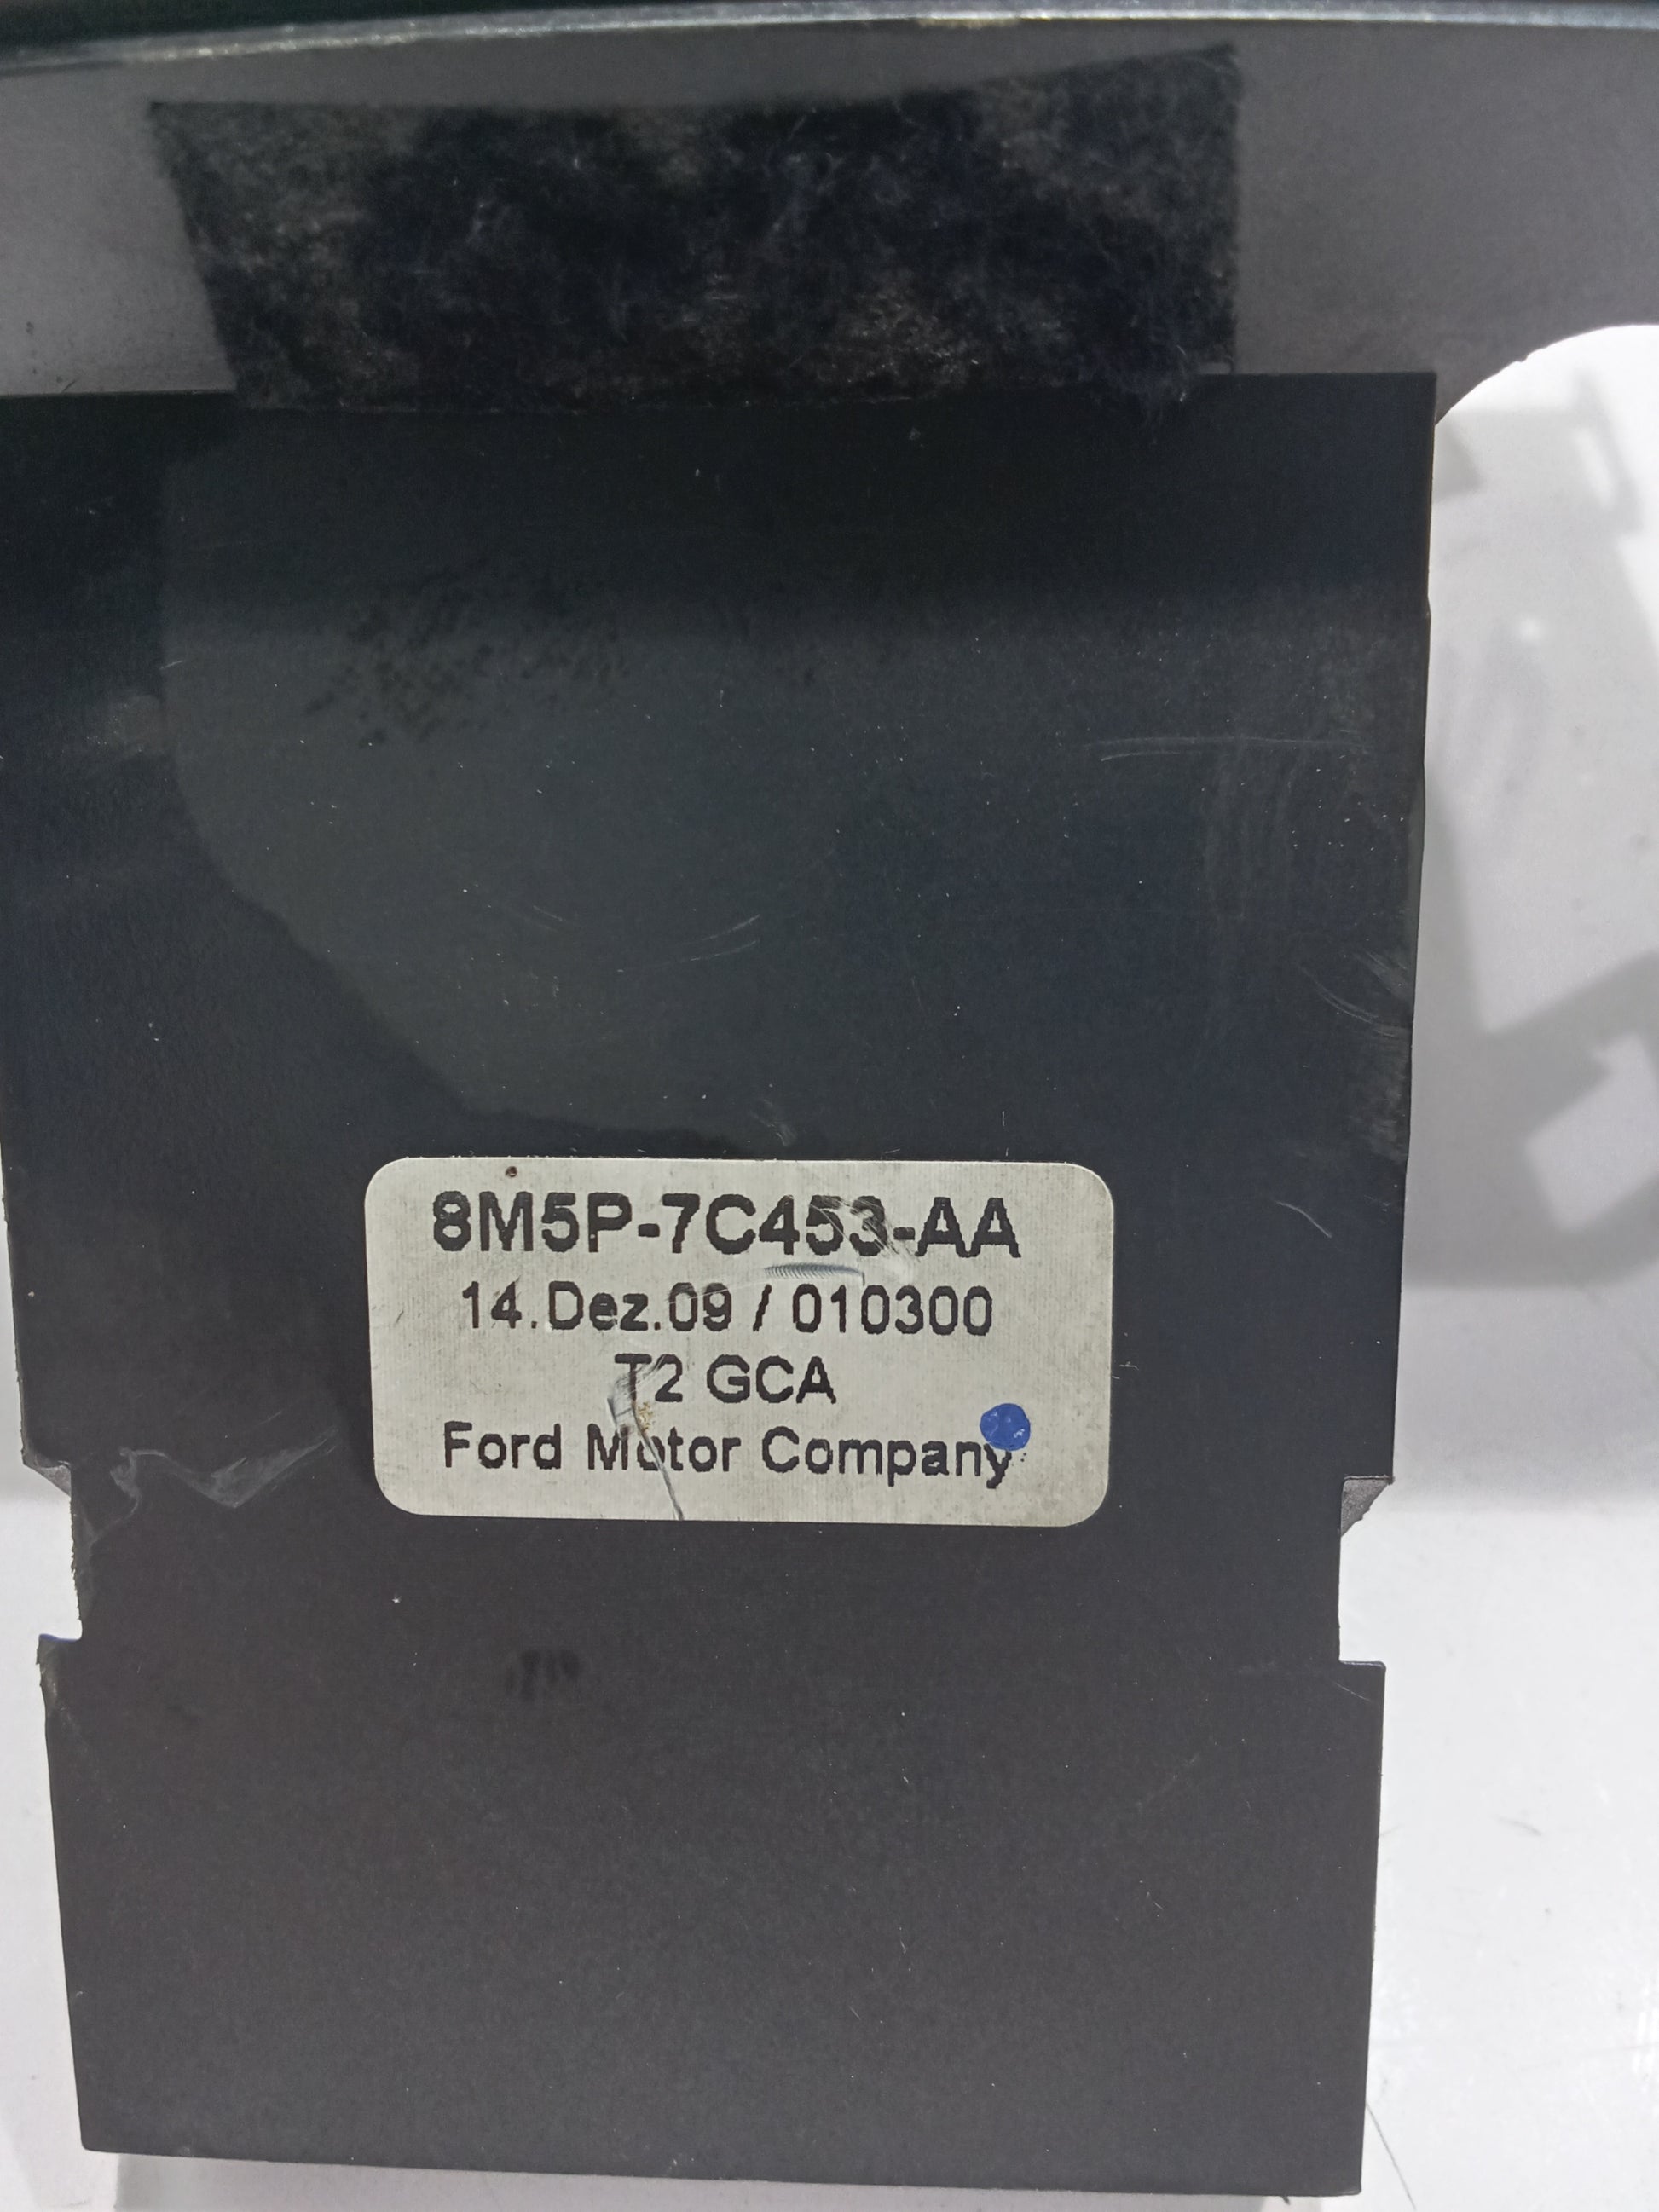 8M5P-7C453-AA
14.Dez.09 / 010300
T2 GCA
Ford Motor Company